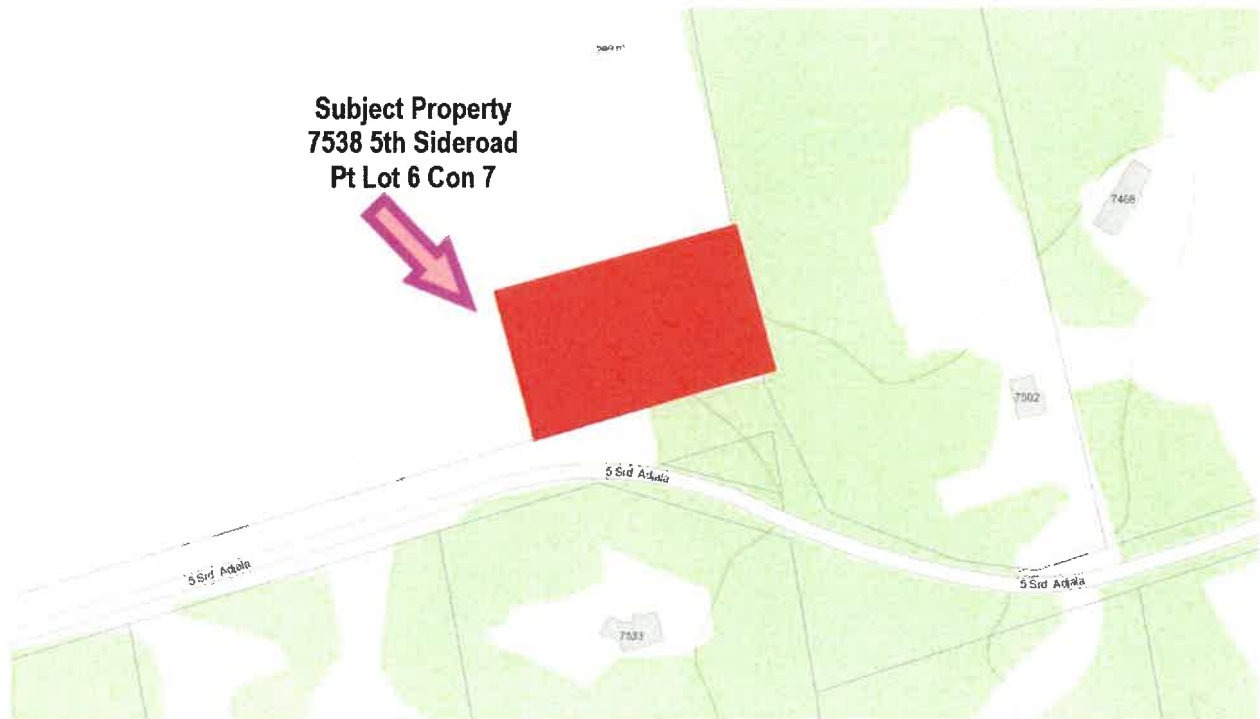 Subject Property
7538 5th Sideroad
Pt Lot 6 Con 7
7468
7502
5 Srd Adjala
5 Srd Adjala
5 Srd Adjala
7533